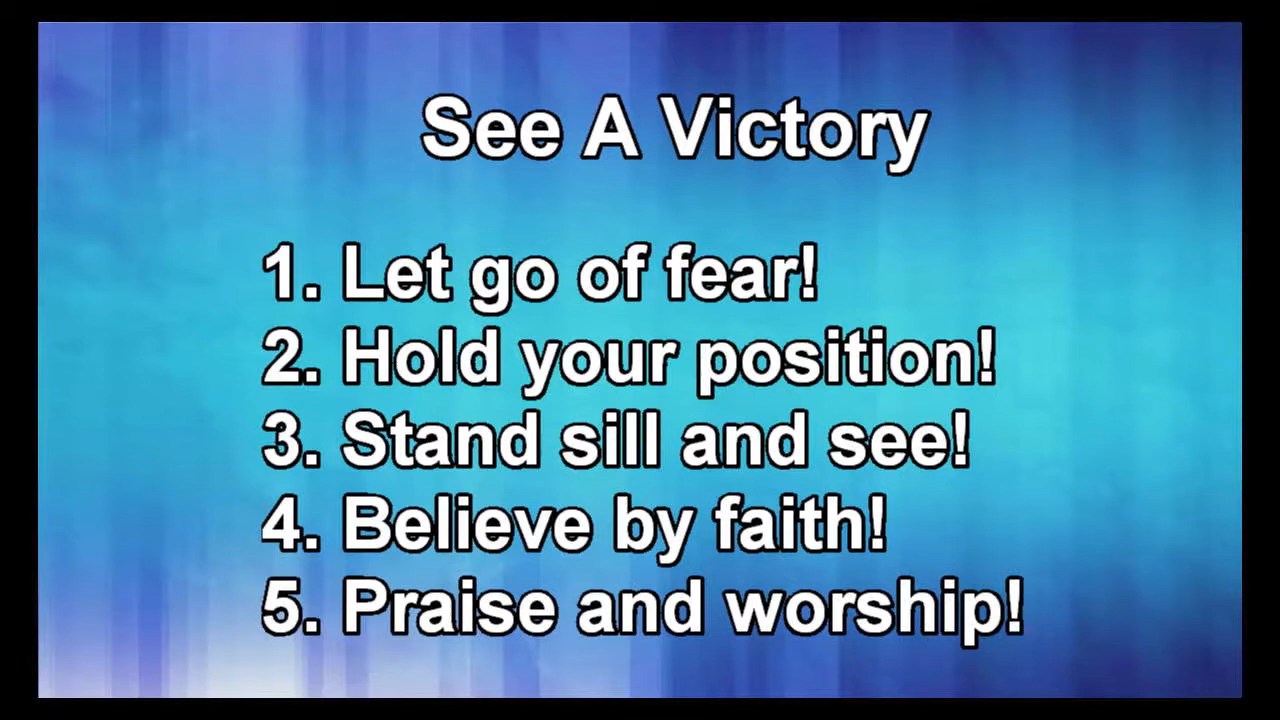 See A Victory
1. Let go of fear!
2. Hold your position!
3. Stand sill and see!
4. Believe by faith!
5. Praise and worship!